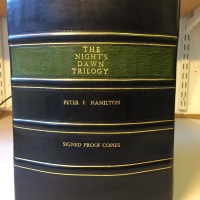 THE
NIGHT'S
DAWN
TRILOGY
PETER F. HAMILTON
SIGNED PROOF COPIES